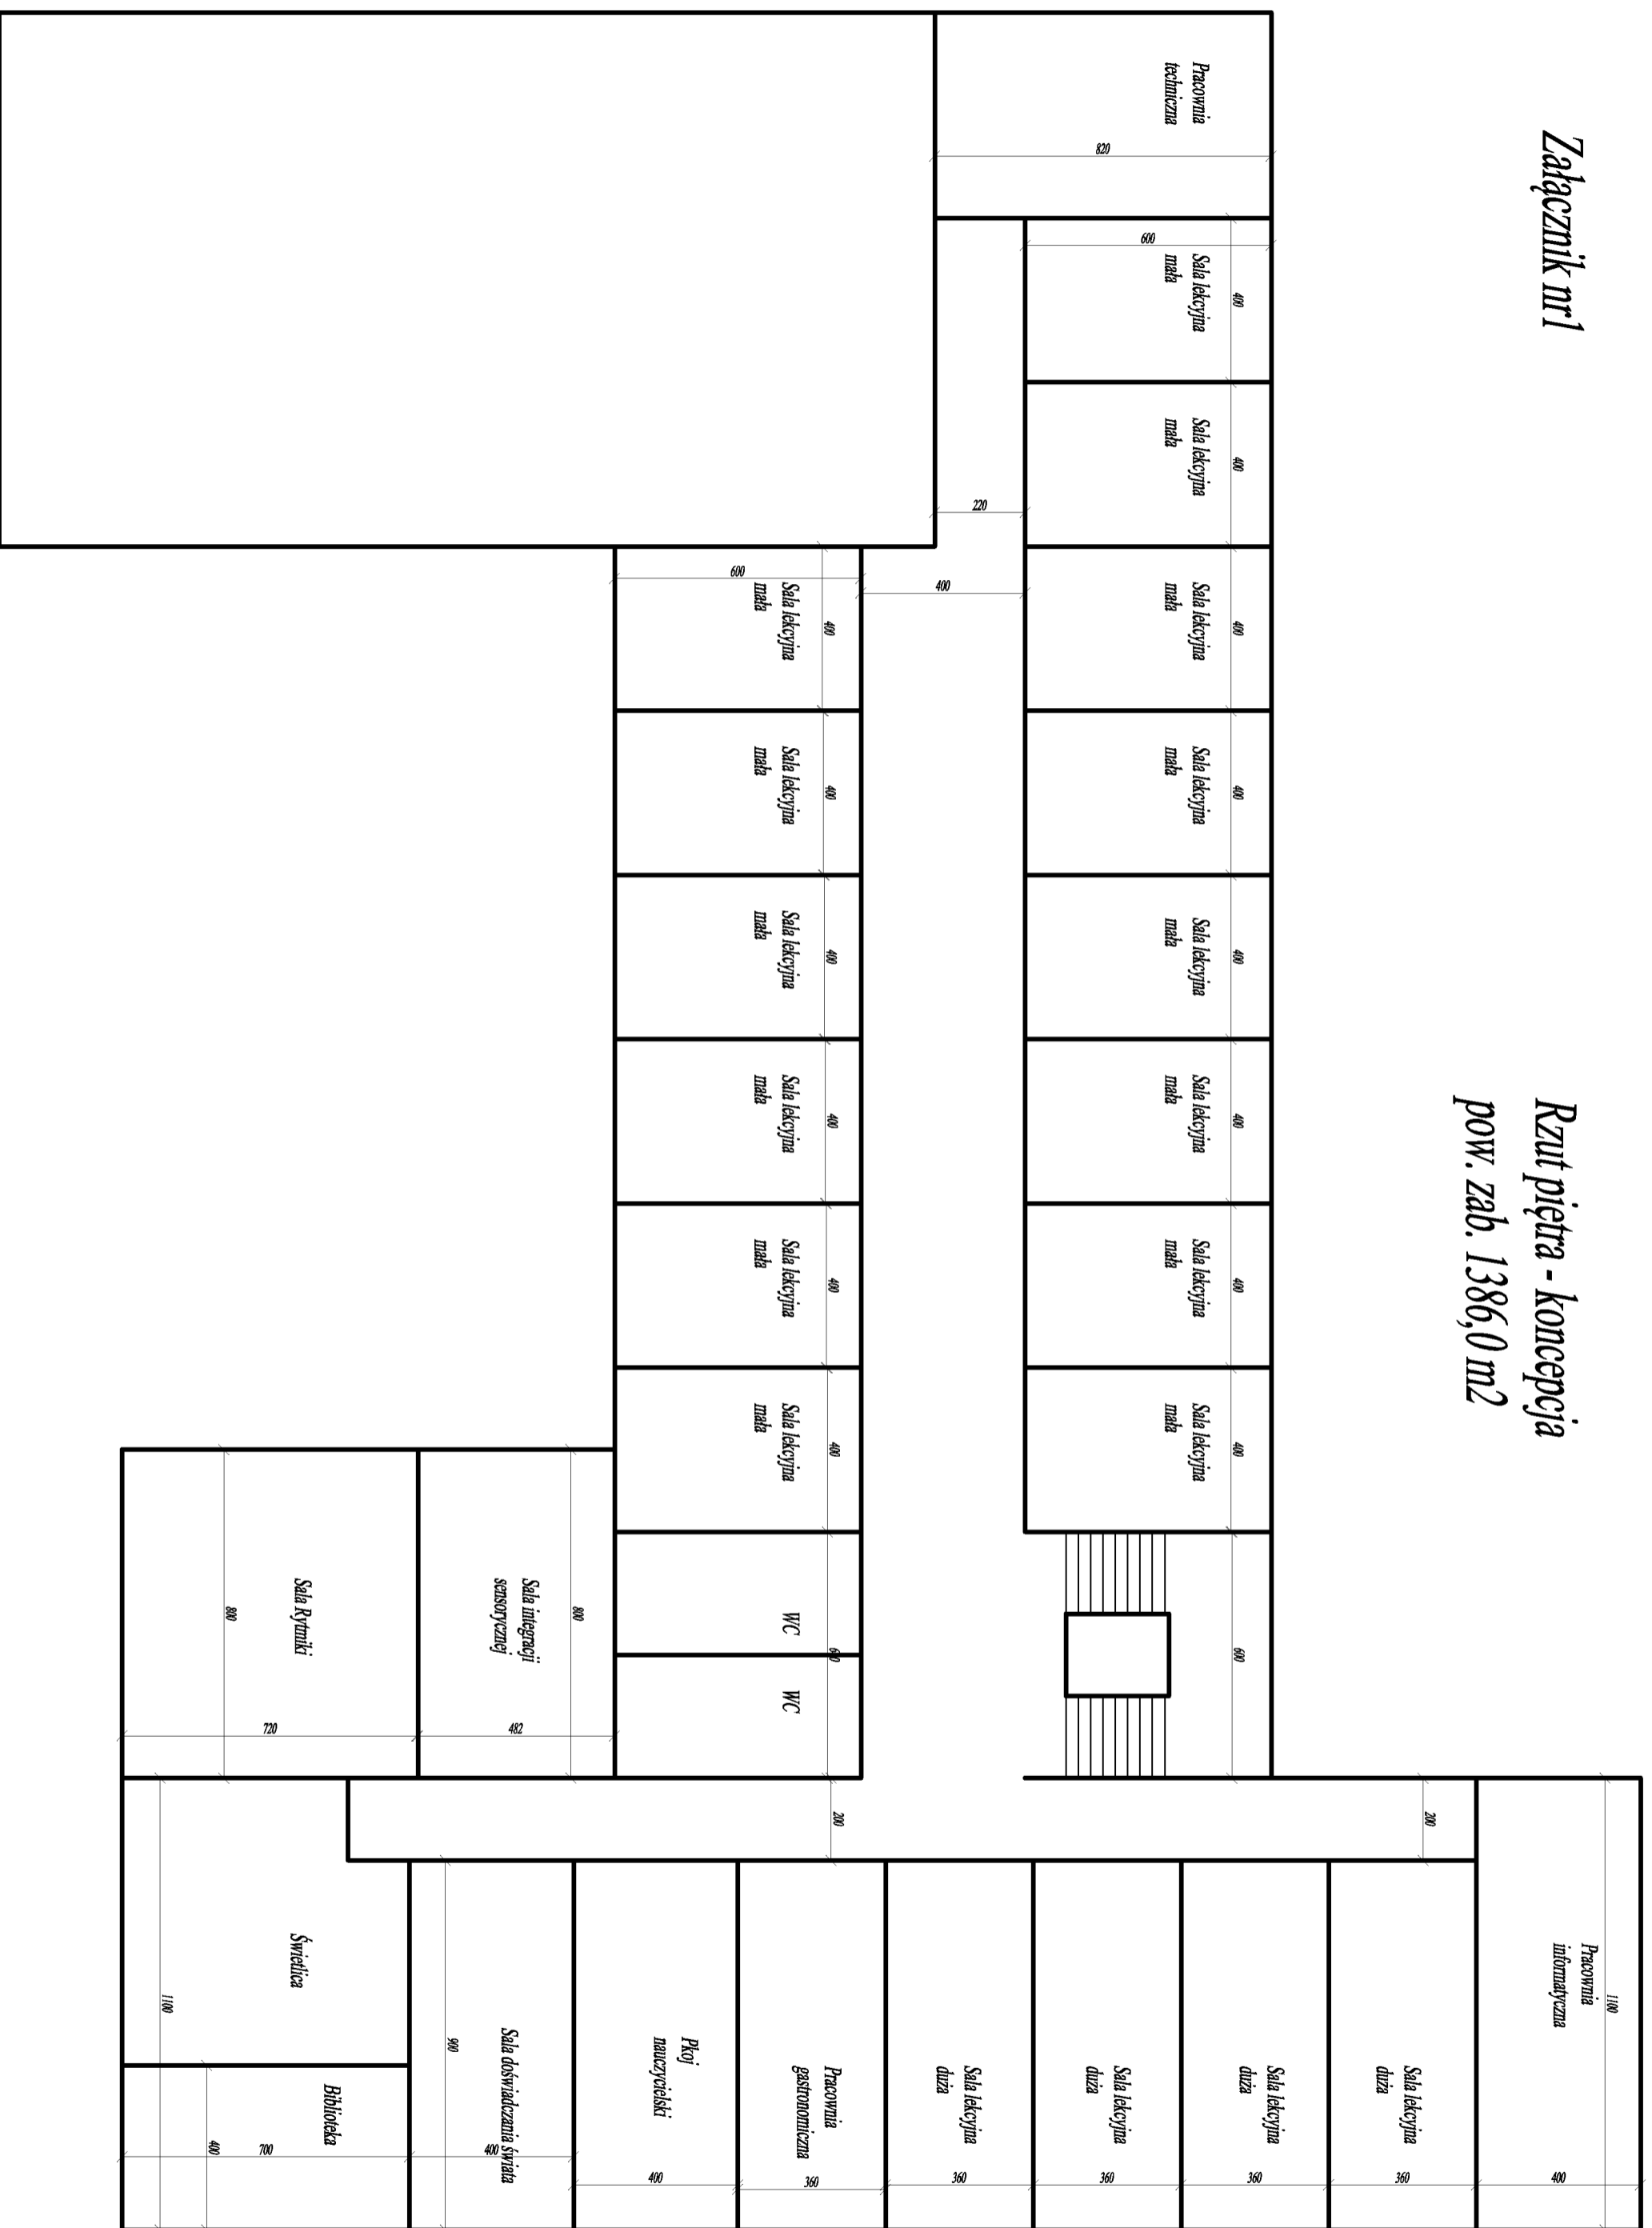 Załącznik nr1
Rzut piętra - koncepcja
pow. zab. 1386,0 m2
1100
Pracownia
informatyczna
400
200
Pracownia
techniczna
820
600
400
Sala lekcyjna
mała
400
Sala lekcyjna
mała
400
Sala lekcyjna
mała
400
Sala lekcyjna
mała
400
Sala lekcyjna
mała
400
Sala lekcyjna
mała
400
Sala lekcyjna
mała
400
Sala lekcyjna
mała
600
Sala lekcyjna
duża
360
Sala lekcyjna
duża
360
Sala lekcyjna
duża
360
Sala lekcyjna
duża
360
220
400
600
400
Sala lekcyjna
mała
400
Sala lekcyjna
mała
400
Sala lekcyjna
mała
400
Sala lekcyjna
mała
400
Sala lekcyjna
mała
400
Sala lekcyjna
mała
600
WC
WC
200
Pracownia
gastronomiczna
360
Pkoj
nauczycielski
400
800
Sala integracji
sensorycznej
482
Sala doświadczania świata
400
900
Sala Rytmiki
720
800
Świetlica
1100
Biblioteka
700
400